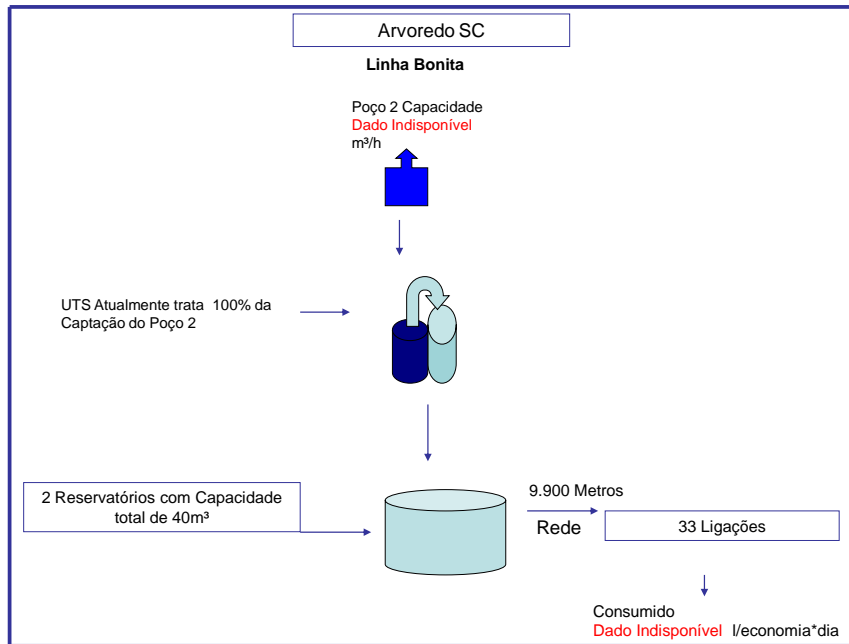 Arvoredo SC
Linha Bonita
Poço 2 Capacidade
Dado Indisponível
m³/h
UTS Atualmente trata 100% da
Captação do Poço 2
2 Reservatórios com Capacidade
total de 40m³
9.900 Metros
Rede
33 Ligações
Consumido
Dado Indisponível l/economia*dia